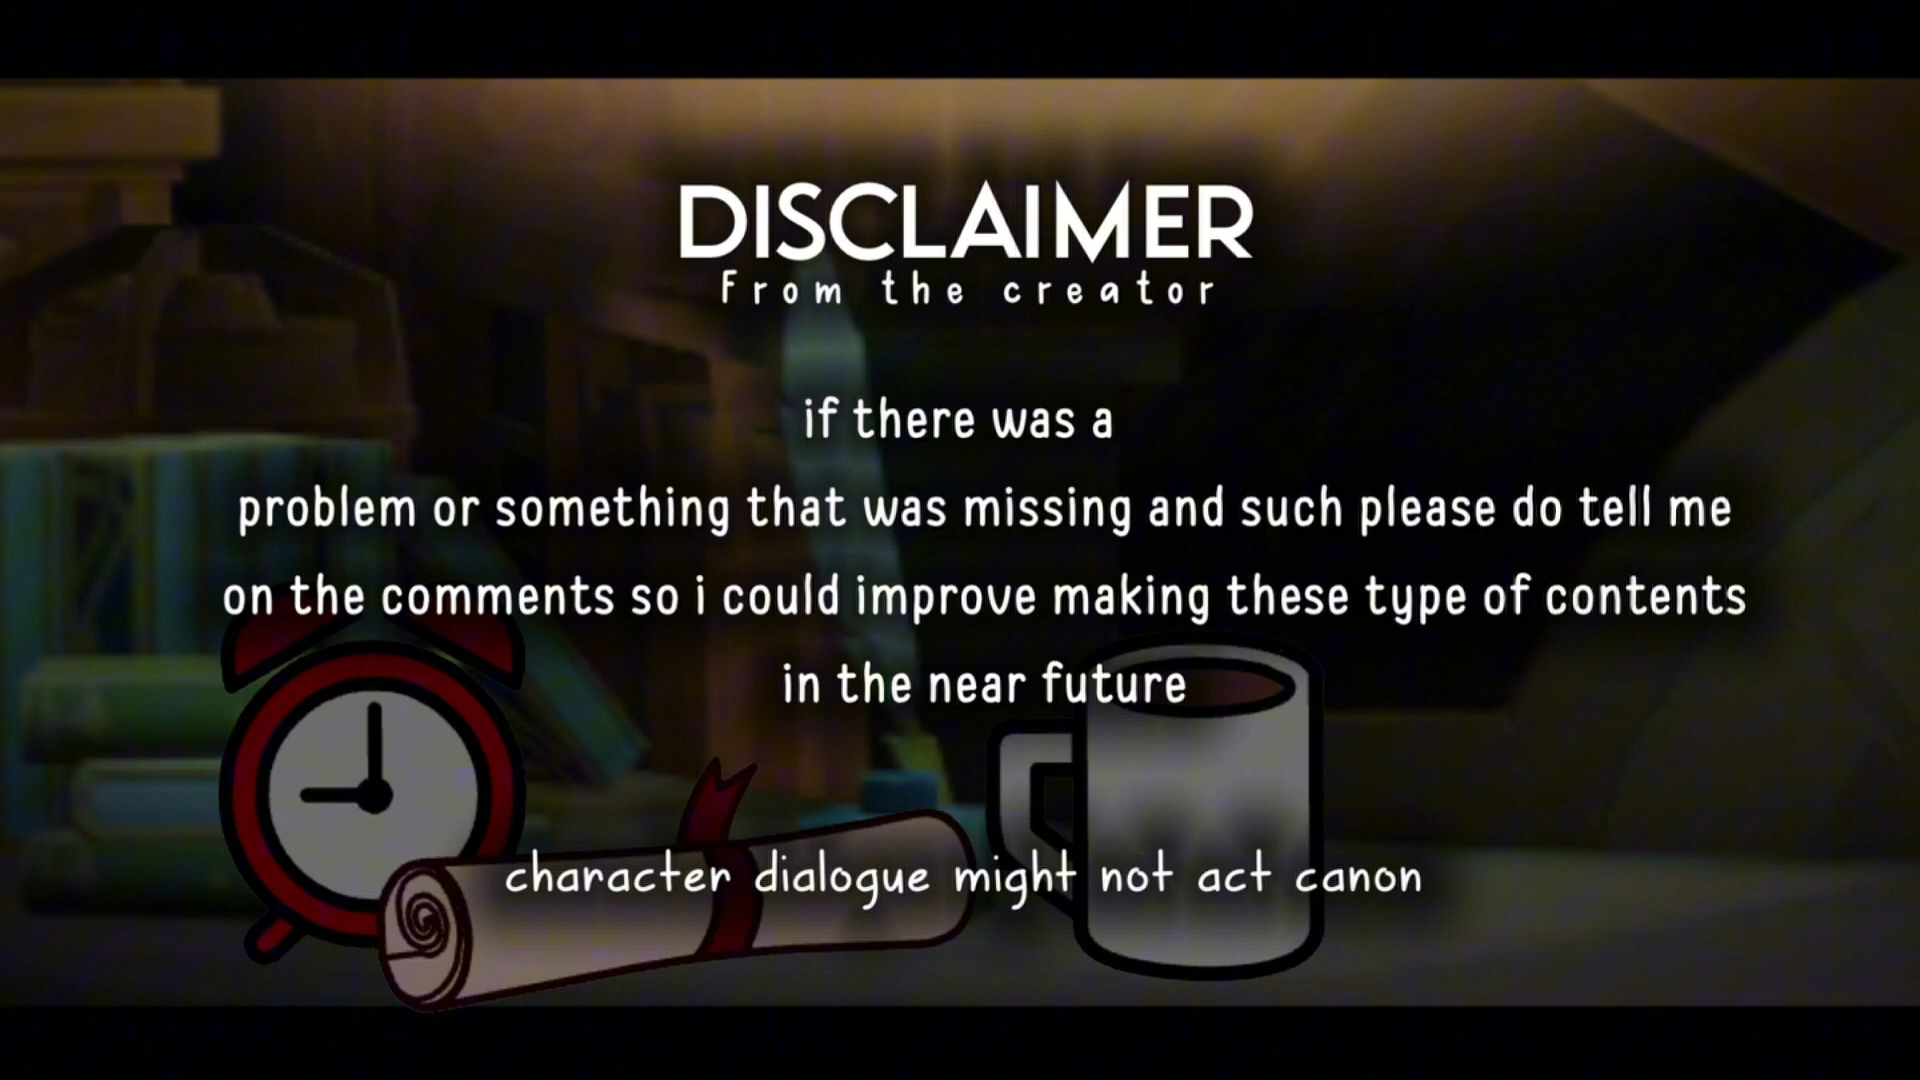 DISCLAIMER
From the creator
if there was a
problem or something that was missing and such please do tell me
on the comments so i could improve making these type of contents
in the near future
character dialogue might not act canon